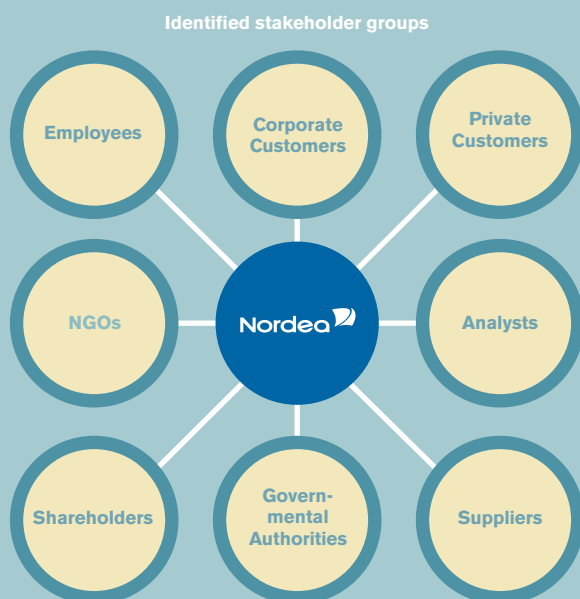 Identified stakeholder groups
Employees
Corporate
Customers
Private
Customers
NGOs
Nordea
Analysts
Shareholders
Govern-
mental
Authorities
Suppliers